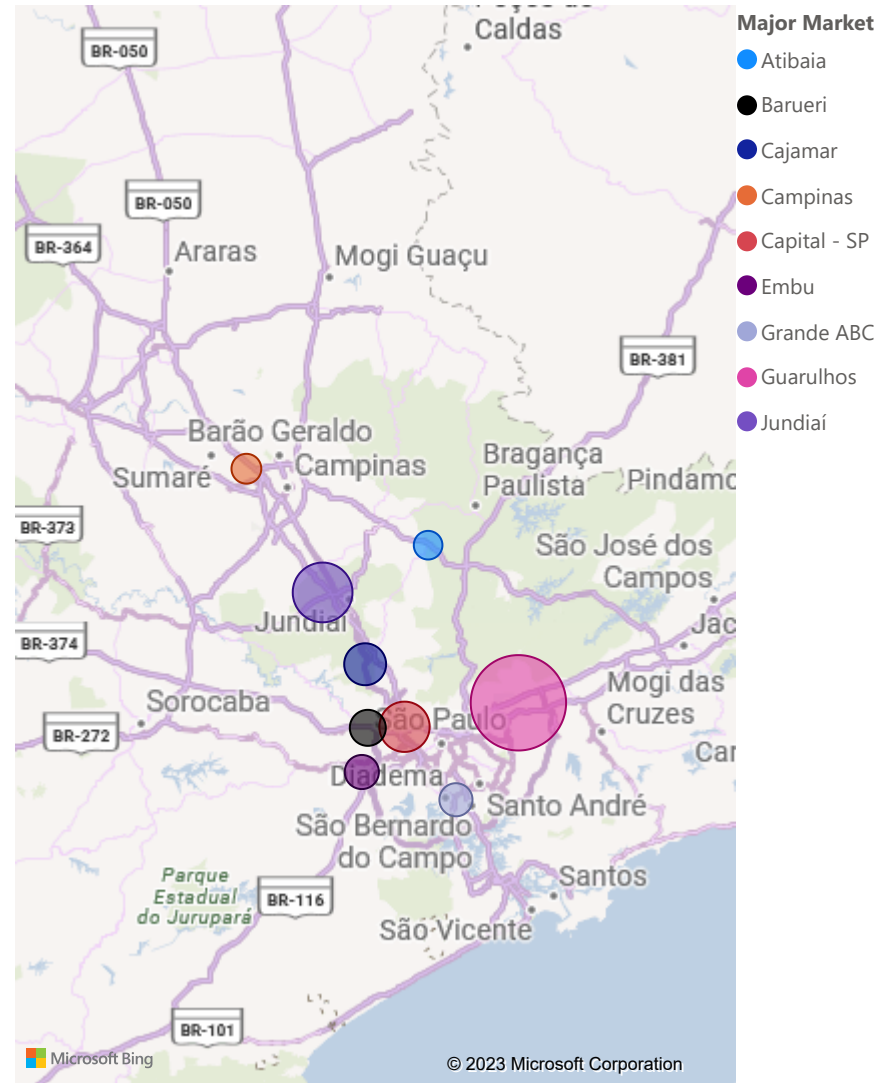 Caldas
BR-050
BR-050
BR-364
Araras
Mogi Guaçu
BR-381
Barão Geraldo
Campinas
Sumaré
Bragança
Paulista
Pindamo
BR-373
São José dos
Campos
Jundiaí
BR-374
Jac
Mogi das
Cruzes
Sorocaba
São Paulo
BR-272
Car
Diadema
Santo André
São Bernardo
do Campo
Parque
Estadual
do Jurupará
BR-116
Santos
São Vicente
BR-101
Microsoft Bing
© 2023 Microsoft Corporation
Major Market
Atibaia
Barueri
Cajamar
Campinas
Capital - SP
Embu
Grande ABC
Guarulhos
Jundiaí